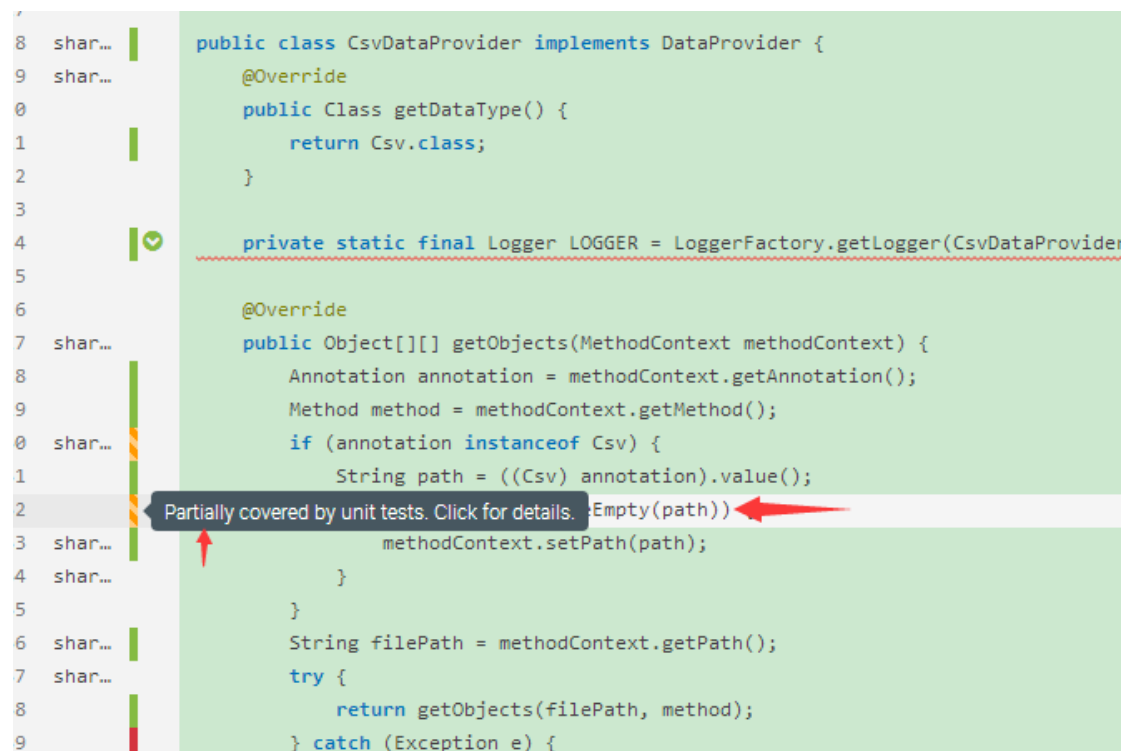 8 shar… public class CsvDataProvider implements DataProvider {
9 shar… @Override
0 public Class getDataType() {
1 return Csv.class;
2 }
3
4 private static final Logger LOGGER = LoggerFactory.getLogger(CsvDataProvider
5
6 @Override
7 shar… public Object[][] getObjects(MethodContext methodContext) {
8 Annotation annotation = methodContext.getAnnotation();
9 Method method = methodContext.getMethod();
0 shar… if (annotation instanceof Csv) {
1 String path = ((Csv) annotation).value();
2 Partially covered by unit tests. Click for details. Empty(path)) {
3 shar… methodContext.setPath(path);
4 shar… }
5 }
6 shar… String filePath = methodContext.getPath();
7 shar… try {
8 return getObjects(filePath, method);
9 } catch (Exception e) {